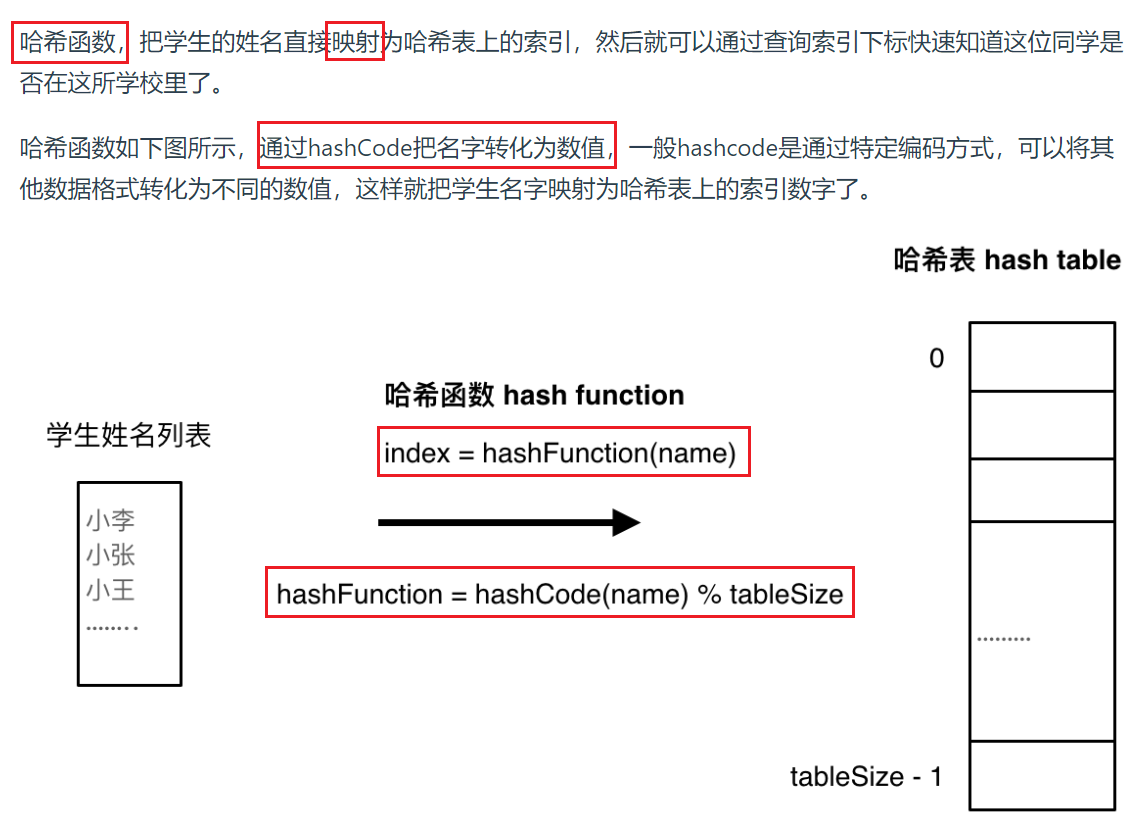 哈希函数，把学生的姓名直接映射为哈希表上的索引，然后就可以通过查询索引下标快速知道这位同学是
否在这所学校里了。
哈希函数如下图所示，通过hashCode把名字转化为数值，一般hashcode是通过特定编码方式，可以将其
他数据格式转化为不同的数值，这样就把学生名字映射为哈希表上的索引数字了。
哈希表 hash table
0
哈希函数 hash function
学生姓名列表
index = hashFunction(name)
小李
小张
小王
........
hashFunction = hashCode(name) % tableSize
.........
tableSize - 1